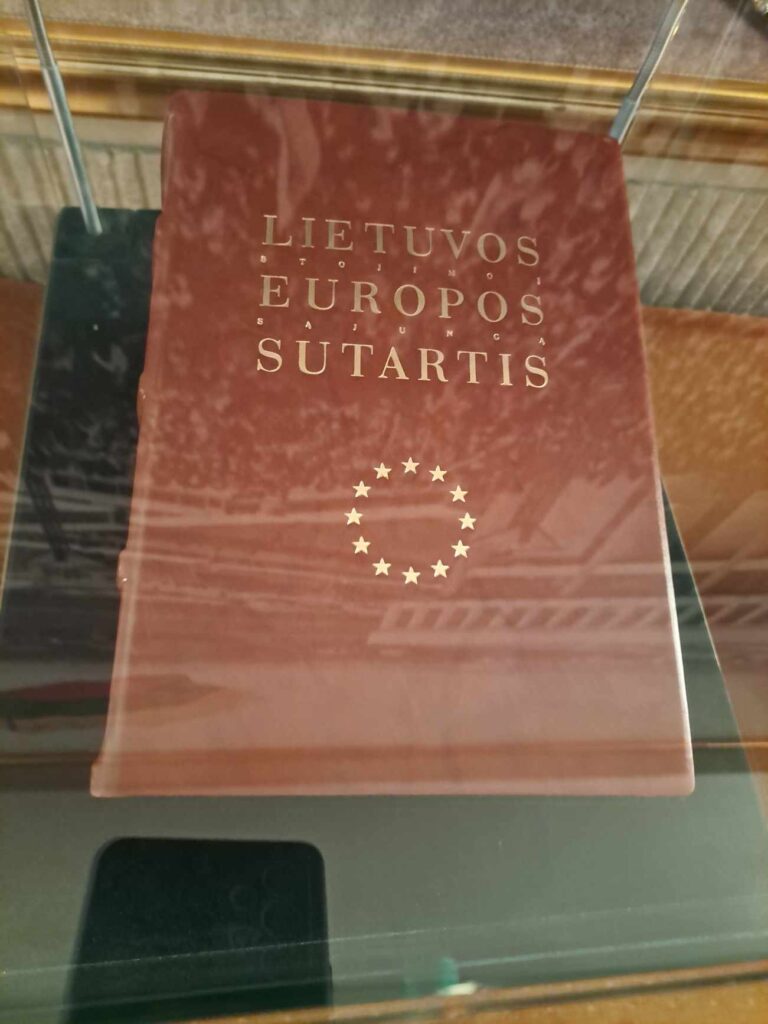 LIETUVOS
STOJIMO Į
EUROPOS
SĄJUNGĄ
SUTARTIS